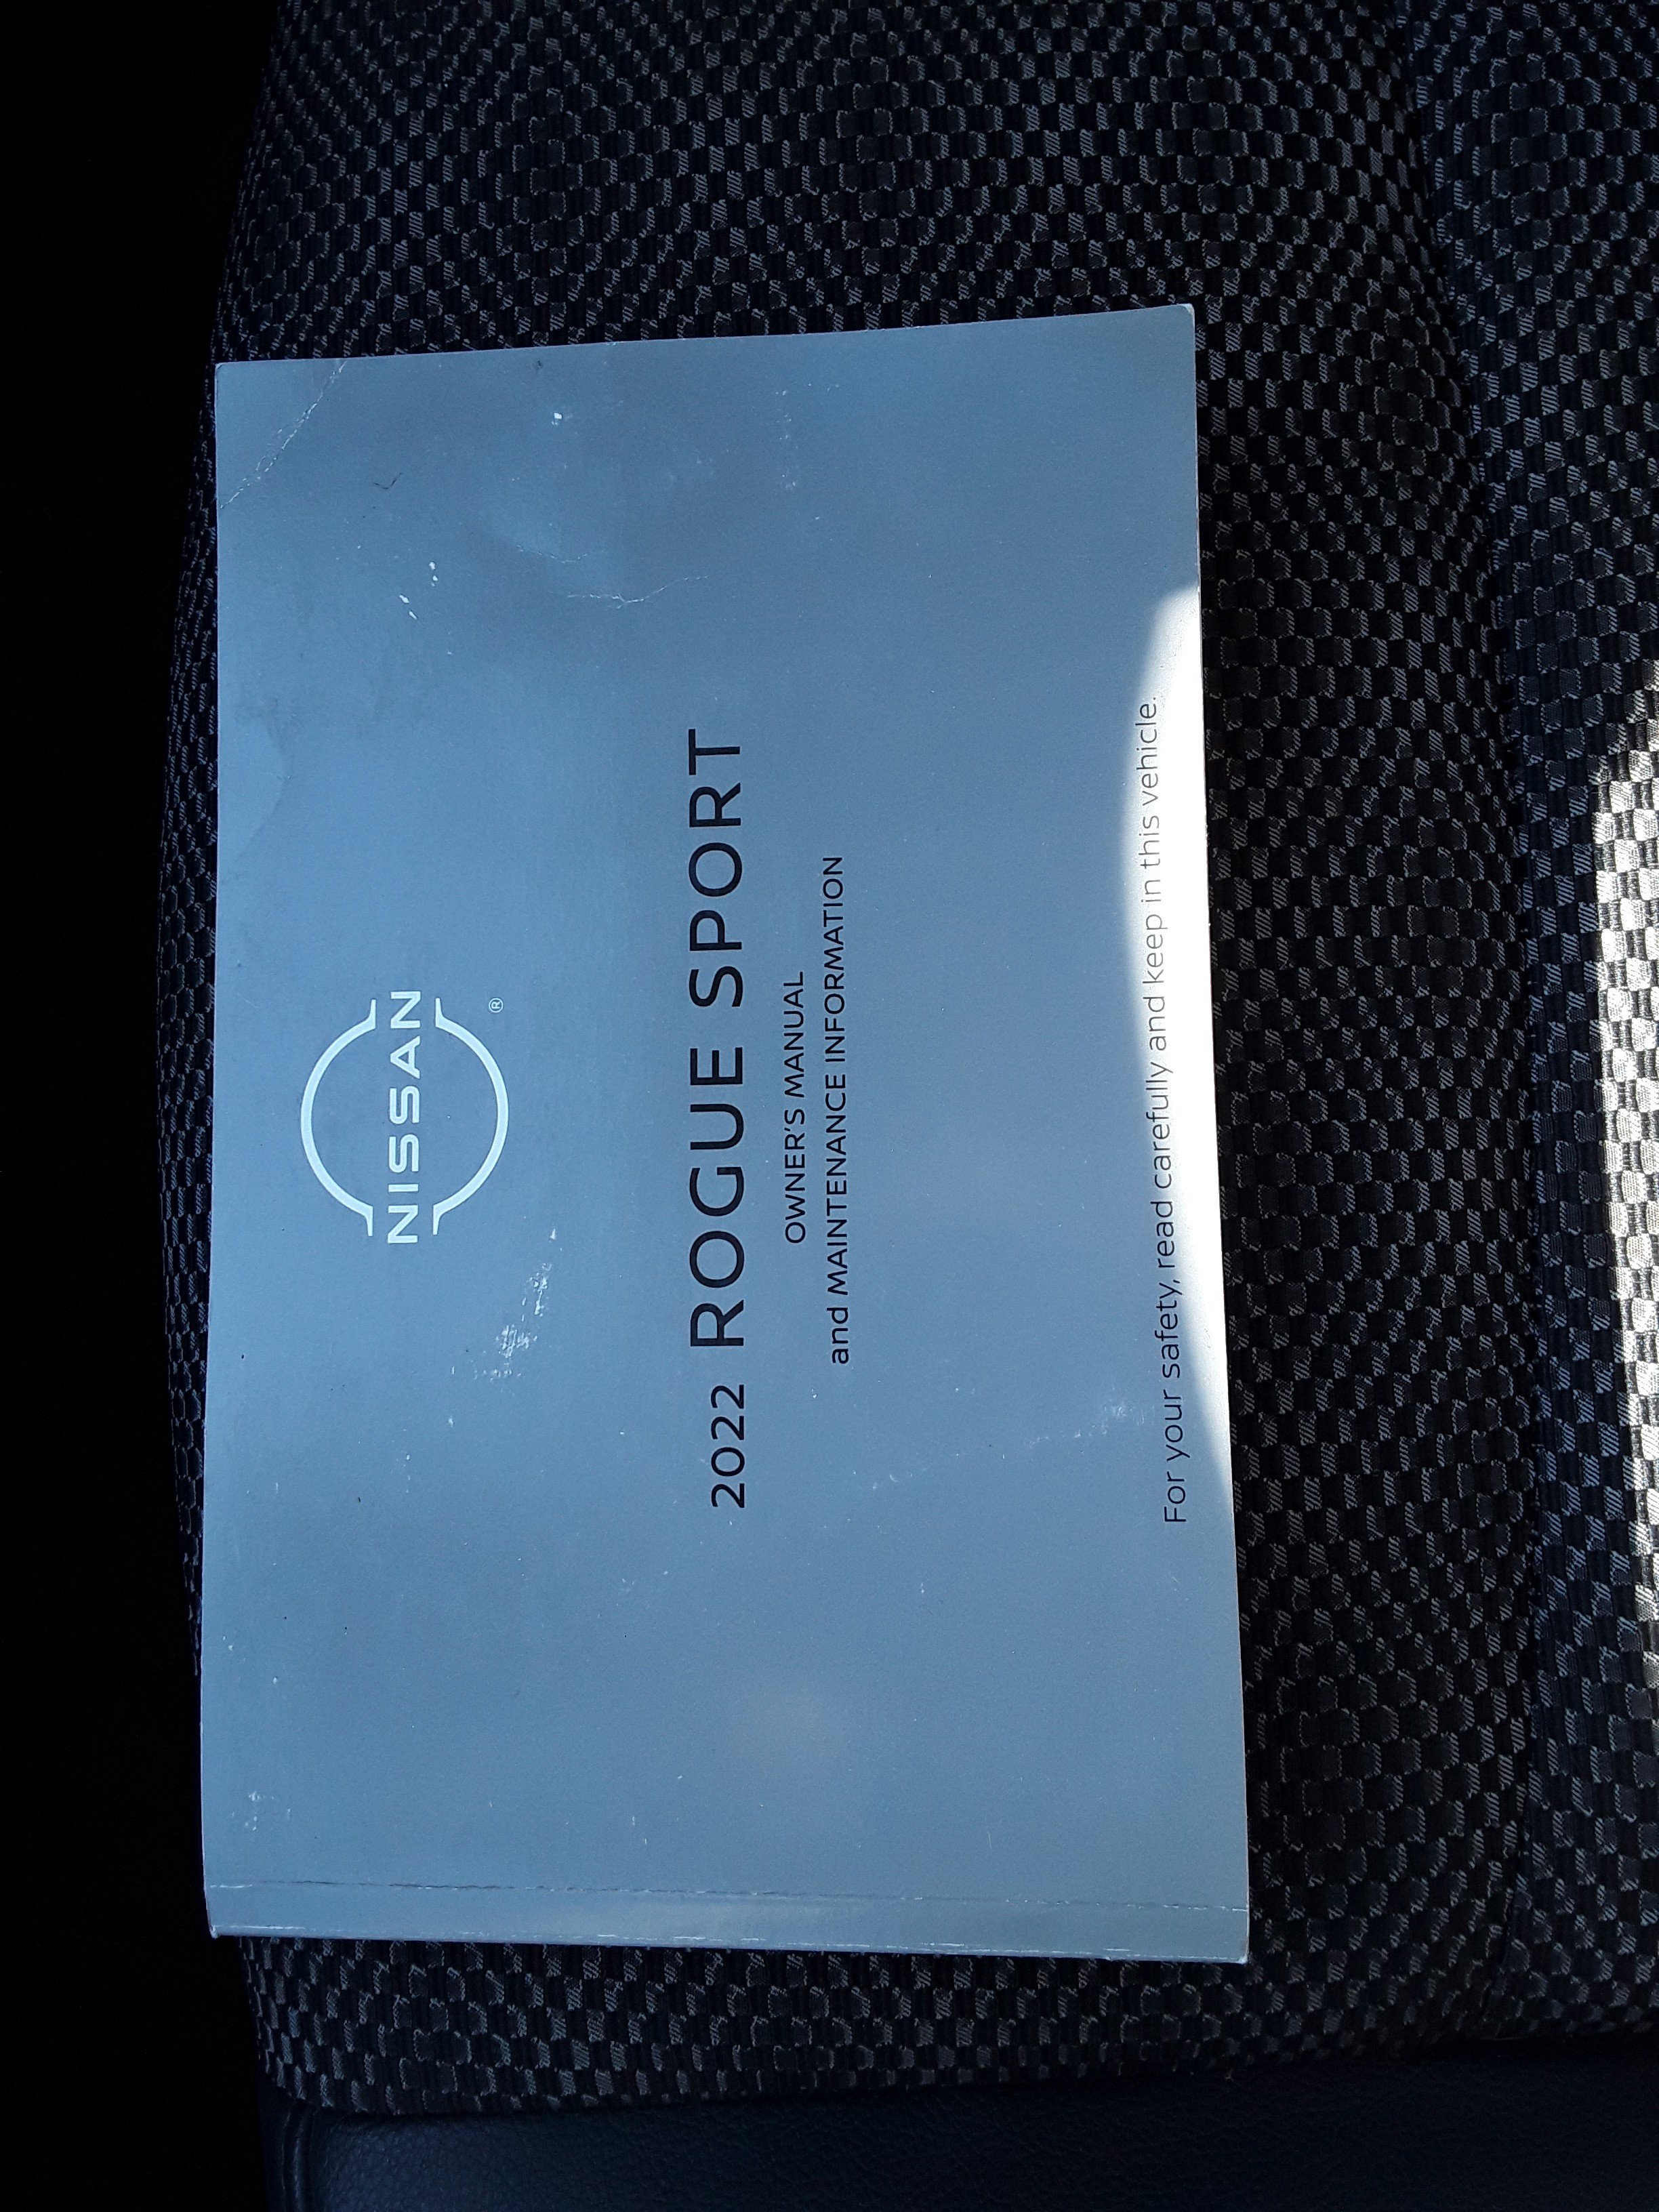 NISSAN
®
2022 ROGUE SPORT
OWNER'S MANUAL
and MAINTENANCE INFORMATION
For your safety, read carefully and keep in this vehicle.